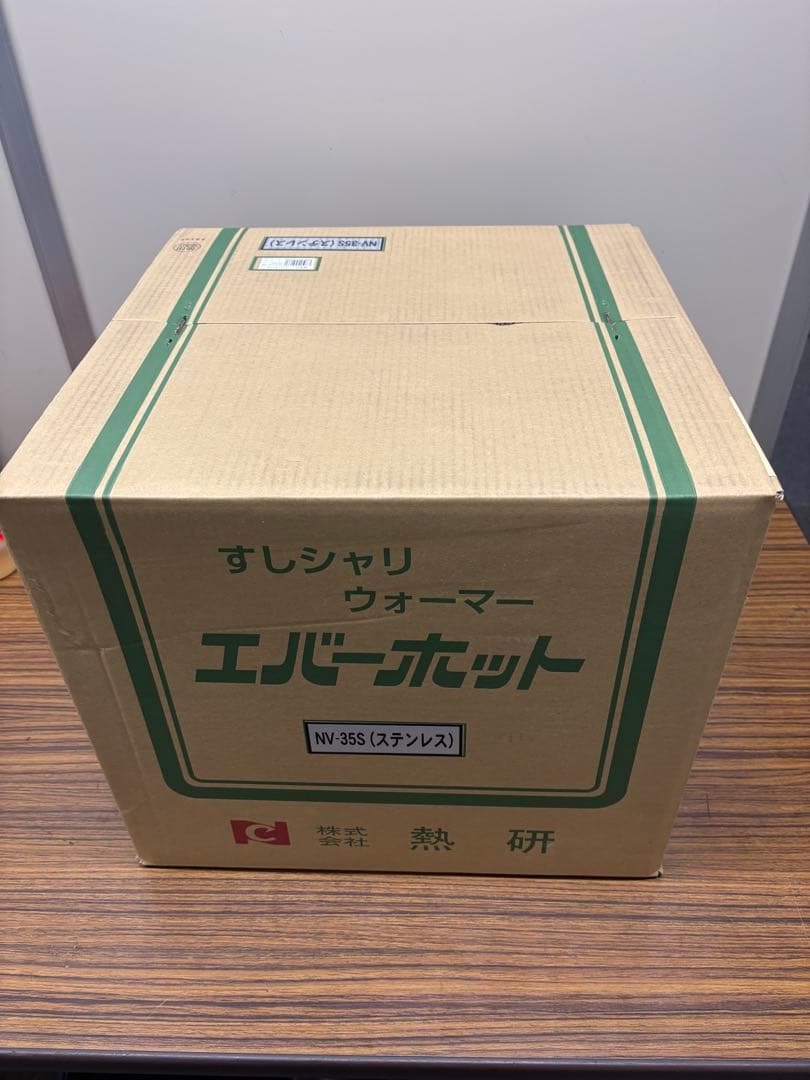 NV-35S (ステンレス)
すしシャリ
ウォーマー
エバーホット
NV-35S (ステンレス)
株式
会社 熱研